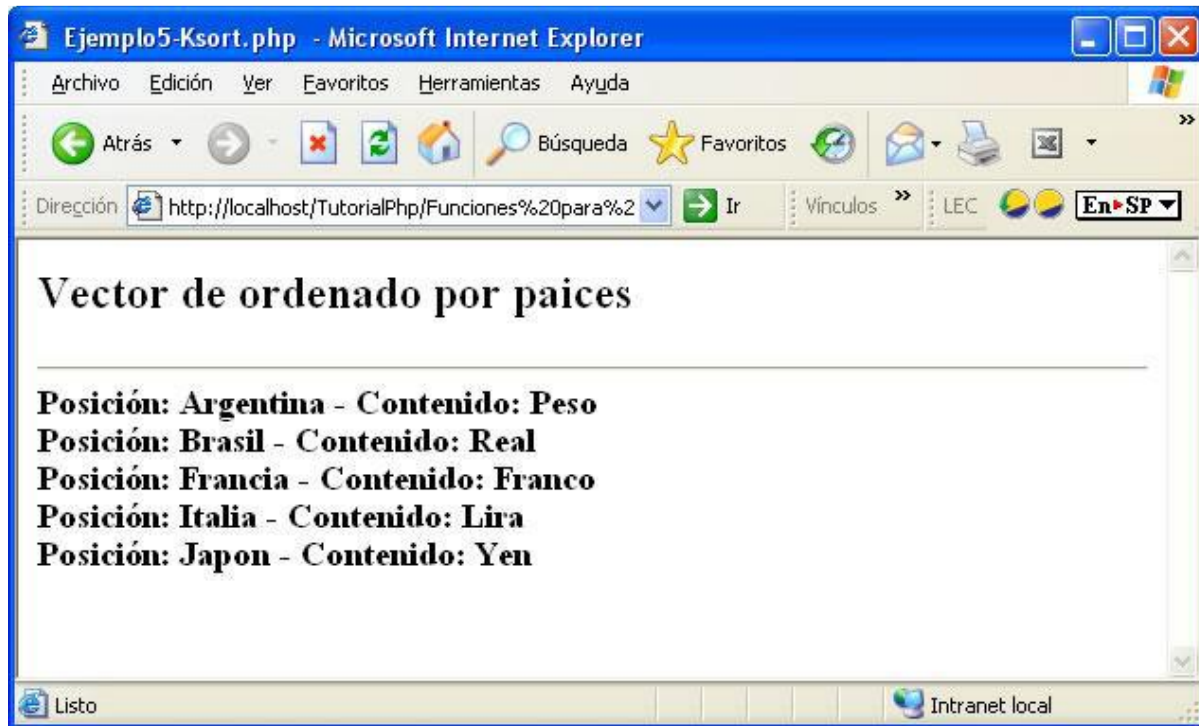 Ejemplo5-Ksort.php - Microsoft Internet Explorer
Archivo Edición Ver Favoritos Herramientas Ayuda
Atrás Búsqueda Favoritos »
Dirección http://localhost/TutorialPhp/Funciones%20para%2 Ir Vínculos » LEC En▸SP
Vector de ordenado por paices
Posición: Argentina - Contenido: Peso
Posición: Brasil - Contenido: Real
Posición: Francia - Contenido: Franco
Posición: Italia - Contenido: Lira
Posición: Japon - Contenido: Yen
Listo Intranet local